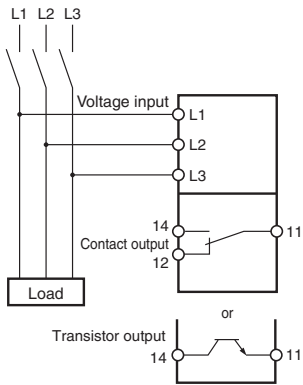 L1 L2 L3
Voltage input
L1
L2
L3
14
11
Contact output
12
Load
or
Transistor output
14
11